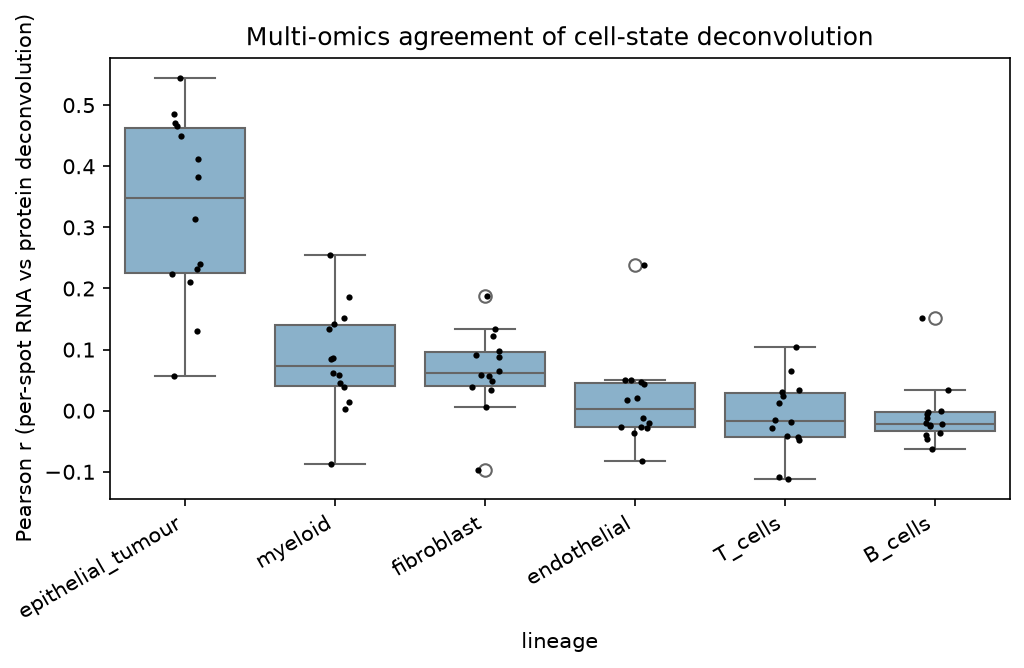 Multi-omics agreement of cell-state deconvolution
Pearson r (per-spot RNA vs protein deconvolution)
0.5
0.4
0.3
0.2
0.1
0.0
−0.1
epithelial_tumour
myeloid
fibroblast
endothelial
T_cells
B_cells
lineage